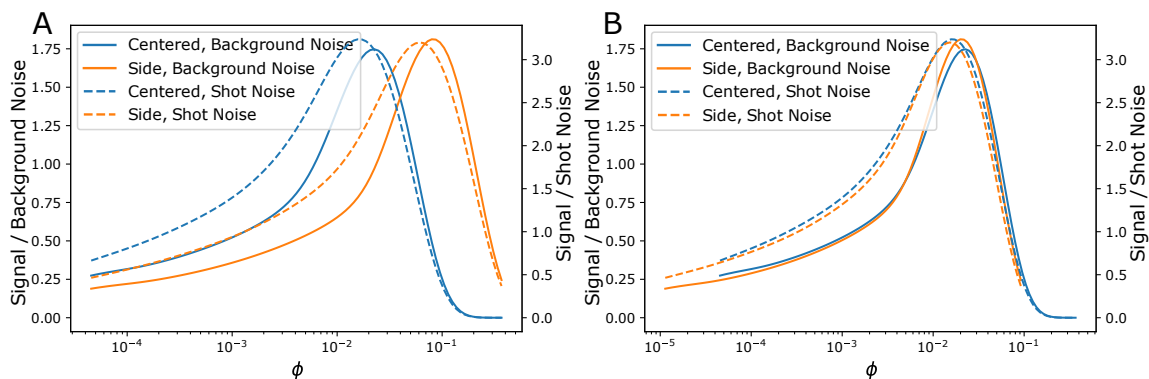 A
Centered, Background Noise
Side, Background Noise
Centered, Shot Noise
Side, Shot Noise
Signal / Background Noise
1.75
1.50
1.25
1.00
0.75
0.50
0.25
0.00
3.0
2.5
2.0
1.5
1.0
0.5
0.0
Signal / Shot Noise
10⁻⁴ 10⁻³ 10⁻² 10⁻¹
ϕ
B
Centered, Background Noise
Side, Background Noise
Centered, Shot Noise
Side, Shot Noise
Signal / Background Noise
1.75
1.50
1.25
1.00
0.75
0.50
0.25
0.00
3.0
2.5
2.0
1.5
1.0
0.5
0.0
Signal / Shot Noise
10⁻⁵ 10⁻⁴ 10⁻³ 10⁻² 10⁻¹
ϕ